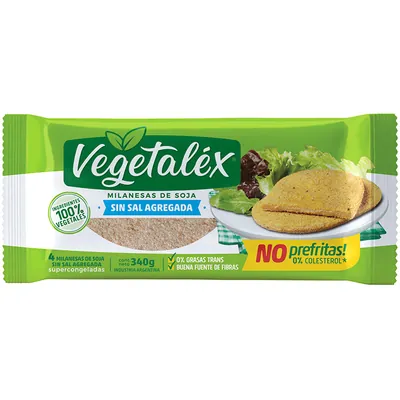 Vegetaléx
MILANESAS DE SOJA
SIN SAL AGREGADA
INGREDIENTES
100%
VEGETALES
4 MILANESAS DE SOJA
SIN SAL AGREGADA
supercongeladas
340g
INDUSTRIA ARGENTINA
0% GRASAS TRANS
BUENA FUENTE DE FIBRAS
NO prefritas!
0% COLESTEROL*